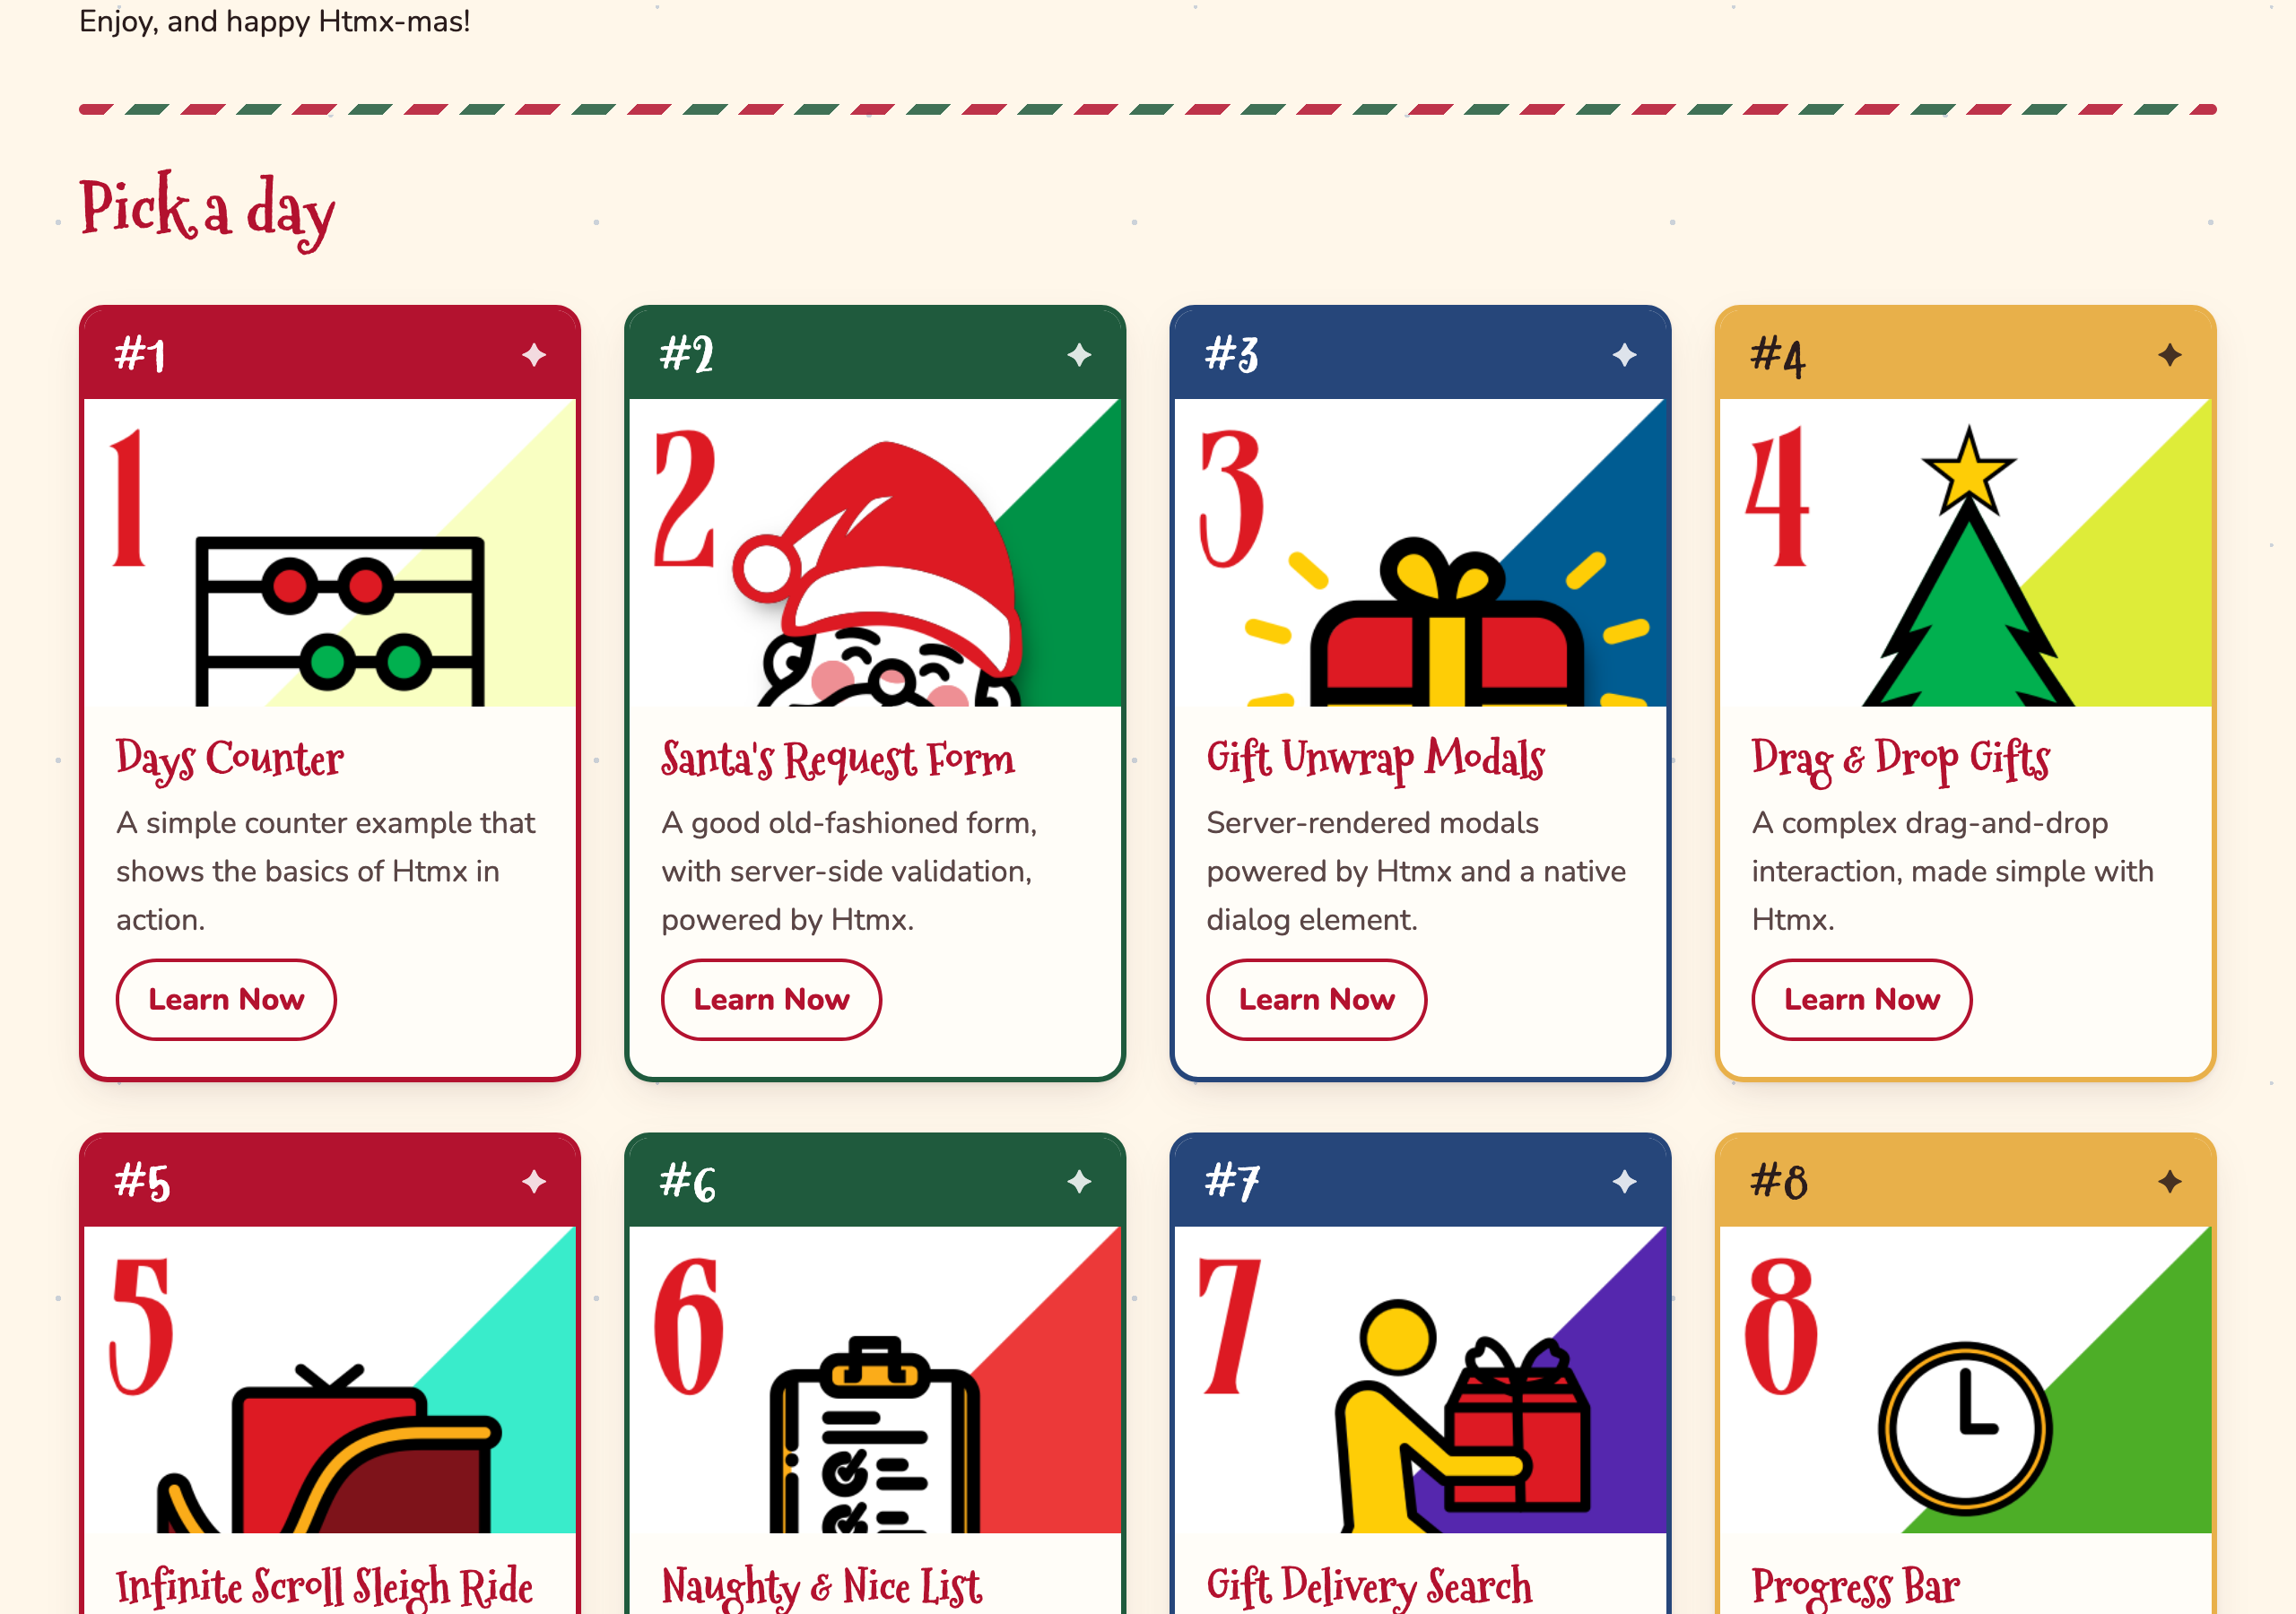 Enjoy, and happy Htmx-mas!
Pick a day
#1
1
Days Counter
A simple counter example that
shows the basics of Htmx in
action.
Learn Now
#2
2
Santa's Request Form
A good old-fashioned form,
with server-side validation,
powered by Htmx.
Learn Now
#3
3
Gift Unwrap Modals
Server-rendered modals
powered by Htmx and a native
dialog element.
Learn Now
#4
4
Drag & Drop Gifts
A complex drag-and-drop
interaction, made simple with
Htmx.
Learn Now
#5
5
Infinite Scroll Sleigh Ride
#6
6
Naughty & Nice List
#7
7
Gift Delivery Search
#8
8
Progress Bar